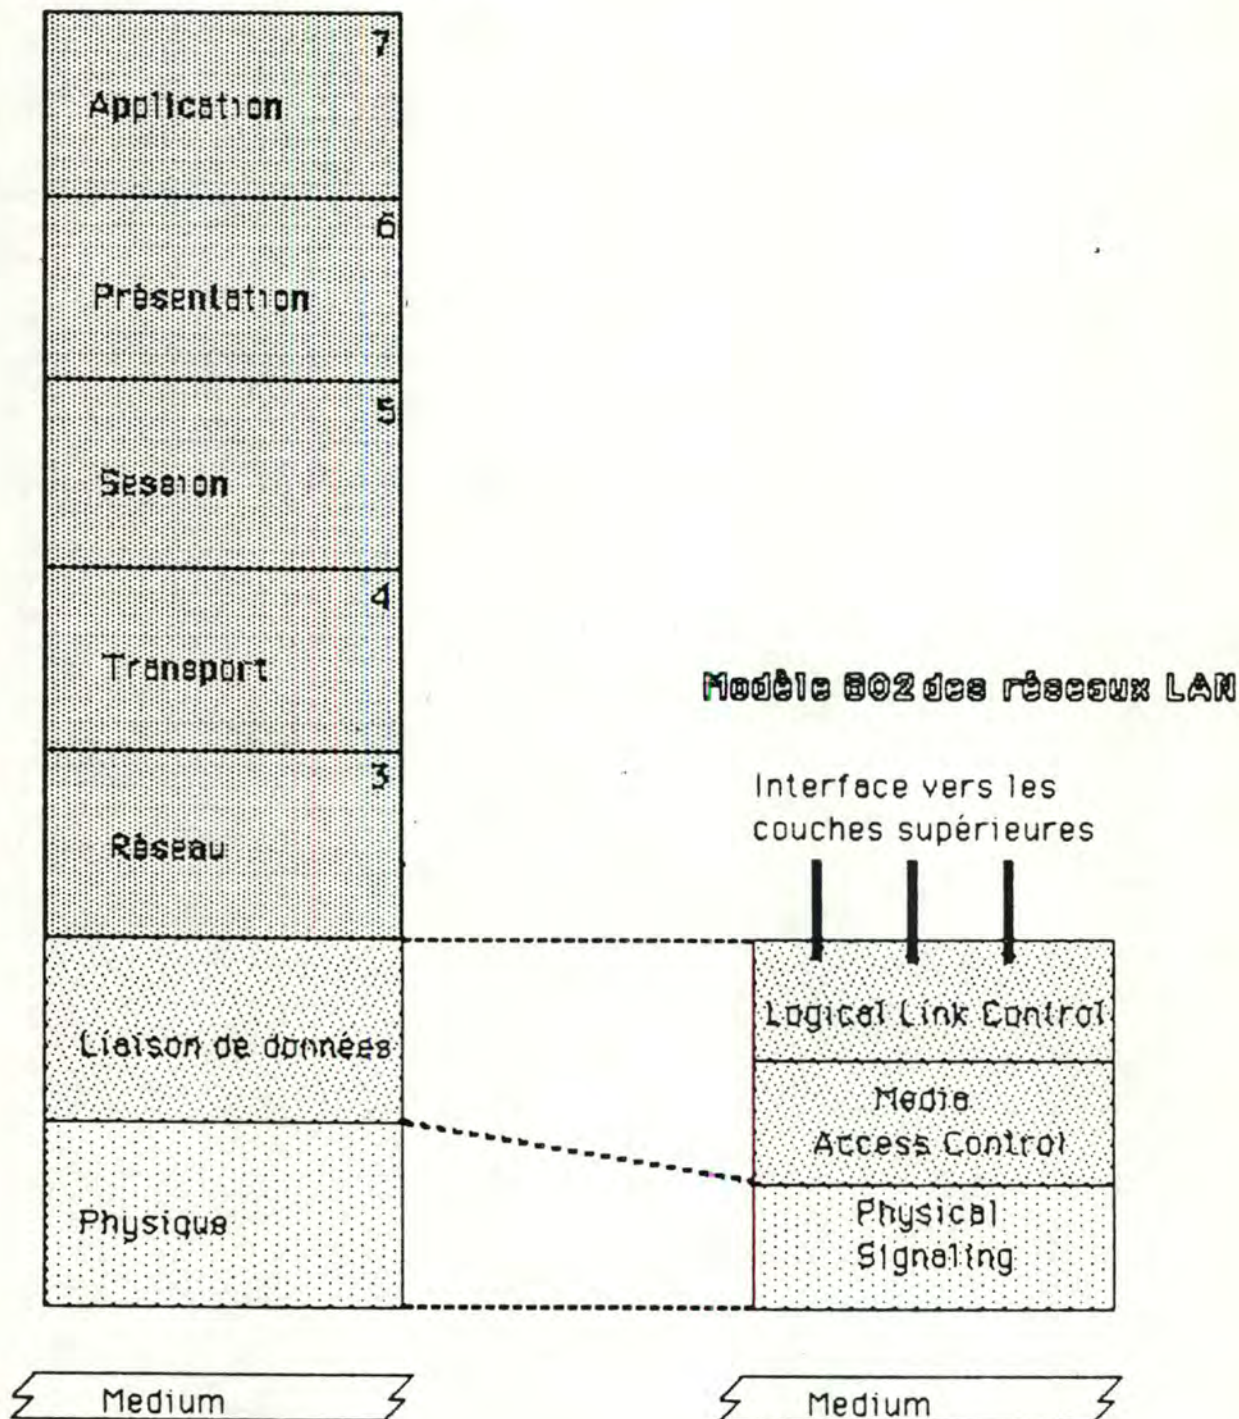 7
Application
6
Présentation
5
Session
4
Transport
3
Réseau
Liaison de données
Physique
Medium
Modèle 802 des réseaux LAN
Interface vers les
couches supérieures
Logical Link Control
Media
Access Control
Physical
Signaling
Medium